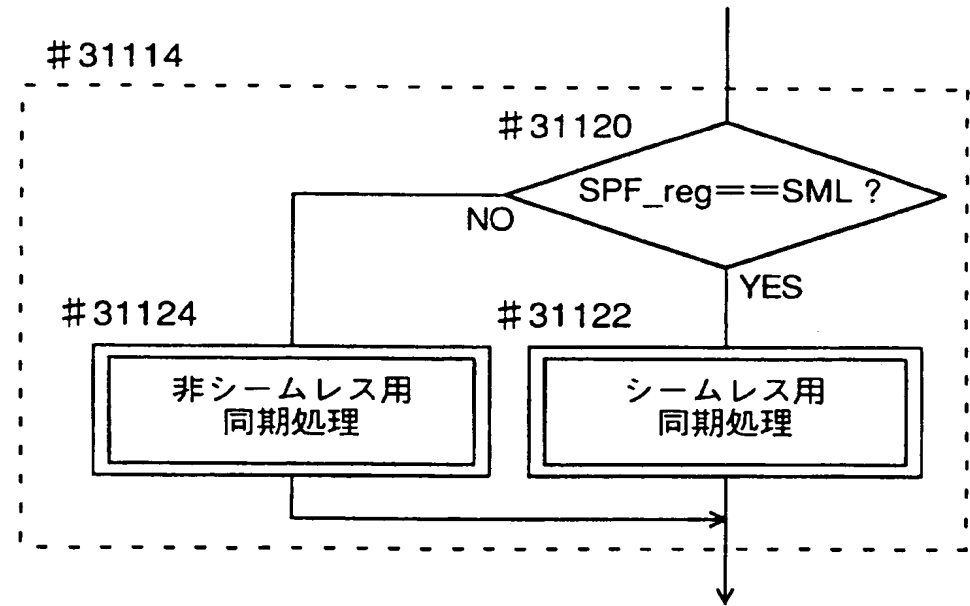 #31114
#31120
SPF_reg==SML ?
NO
YES
#31124
#31122
非シームレス用
同期処理
シームレス用
同期処理